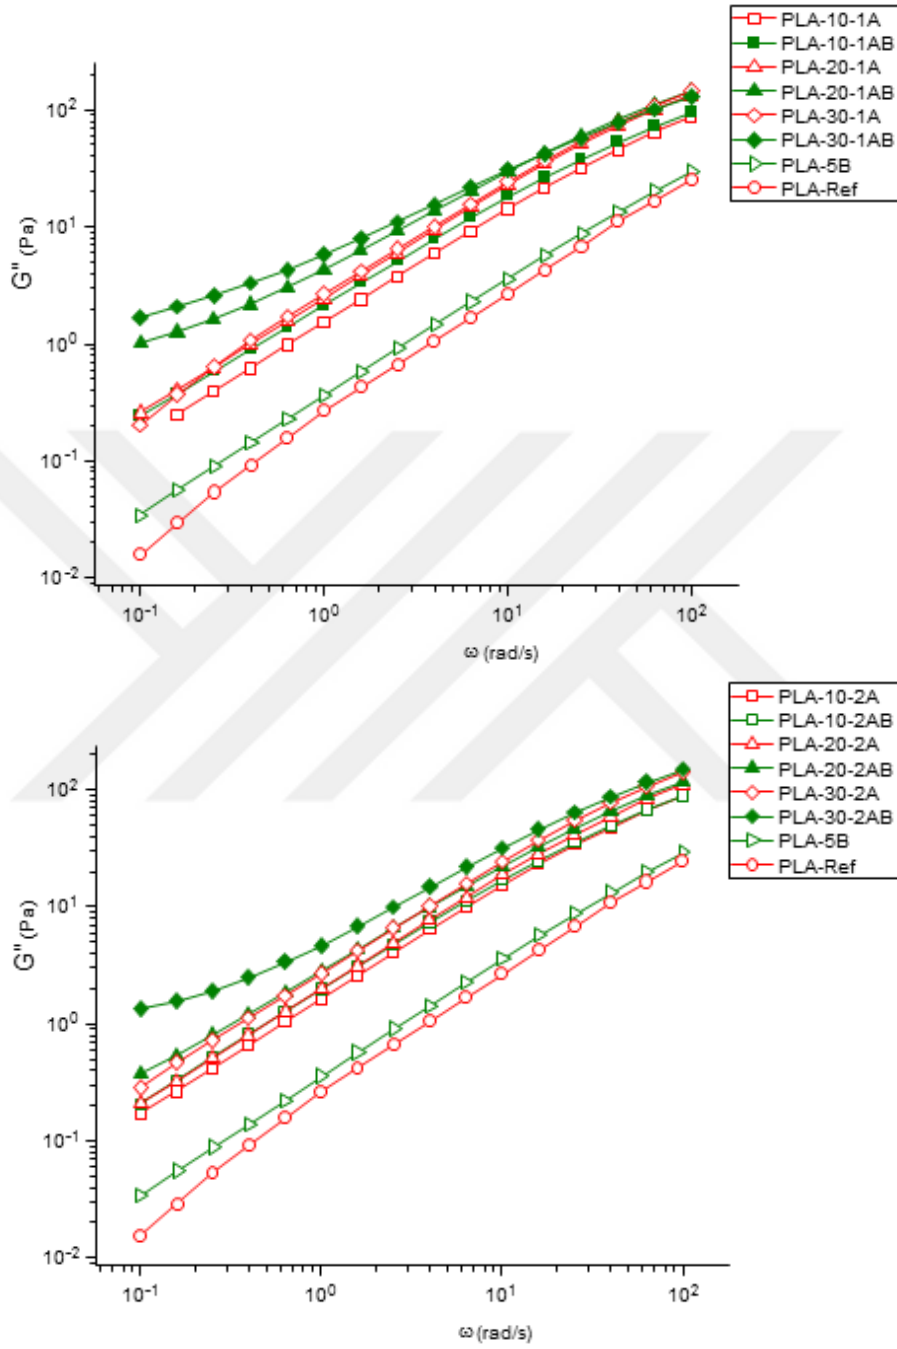 PLA-10-1A
PLA-10-1AB
PLA-20-1A
PLA-20-1AB
PLA-30-1A
PLA-30-1AB
PLA-5B
PLA-Ref
10²
10¹
10⁰
10⁻¹
10⁻²
G'' (Pa)
10⁻¹ 10⁰ 10¹ 10²
ω (rad/s)
PLA-10-2A
PLA-10-2AB
PLA-20-2A
PLA-20-2AB
PLA-30-2A
PLA-30-2AB
PLA-5B
PLA-Ref
10²
10¹
10⁰
10⁻¹
10⁻²
G'' (Pa)
10⁻¹ 10⁰ 10¹ 10²
ω (rad/s)